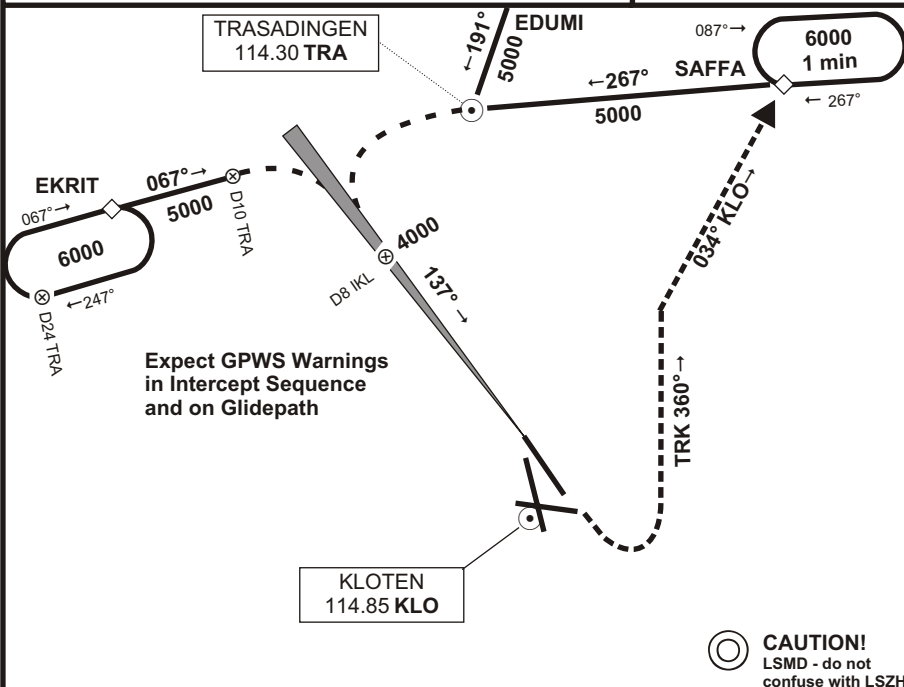 TRASADINGEN
114.30 TRA
←191°
5000
EDUMI
087°→
6000
1 min
SAFFA
←267°
5000
← 267°
EKRIT
067°→
067°→
5000
D10 TRA
6000
←247°
D24 TRA
4000
D8 IKL
137°→
034° KLO→
TRK 360°→
Expect GPWS Warnings
in Intercept Sequence
and on Glidepath
KLOTEN
114.85 KLO
CAUTION!
LSMD - do not
confuse with LSZH